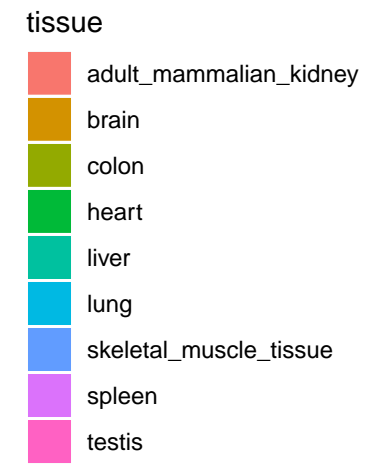 tissue
adult_mammalian_kidney
brain
colon
heart
liver
lung
skeletal_muscle_tissue
spleen
testis